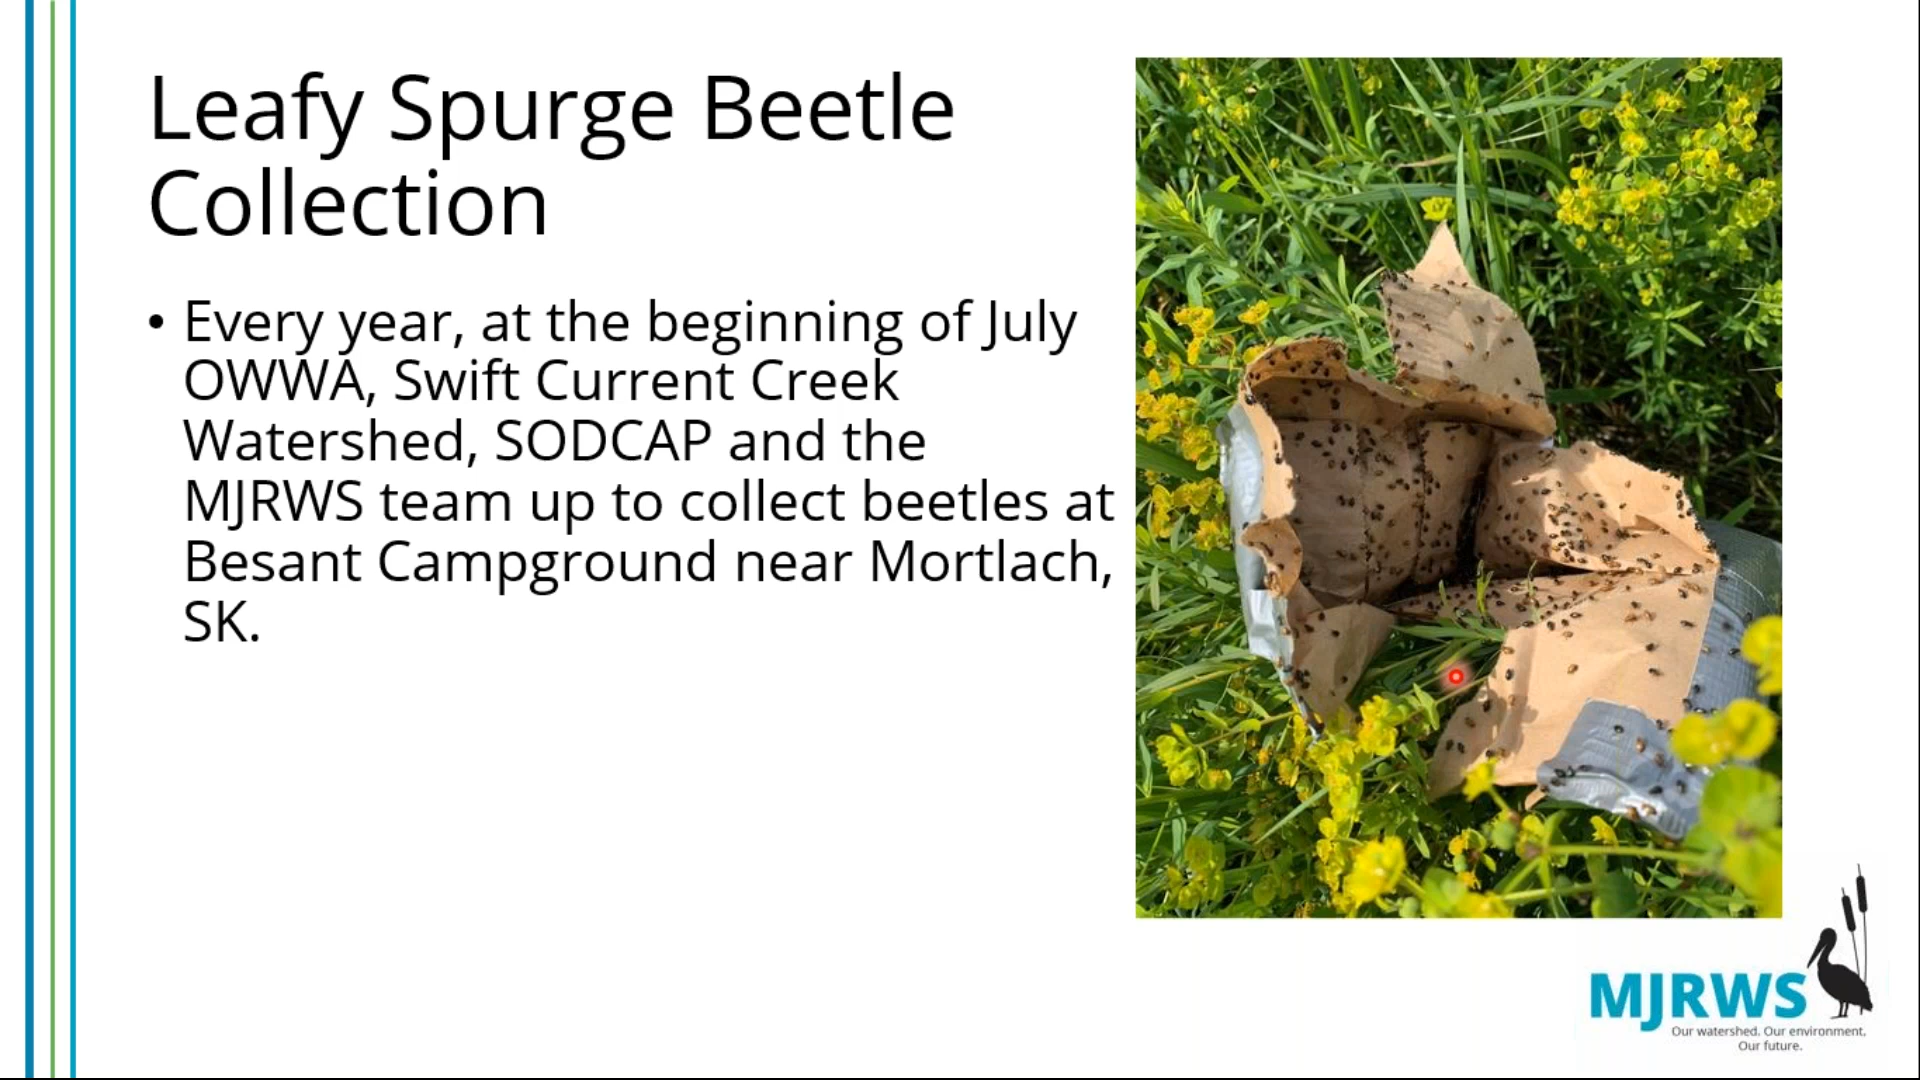 Leafy Spurge Beetle
Collection
• Every year, at the beginning of July
OWWA, Swift Current Creek
Watershed, SODCAP and the
MJRWS team up to collect beetles at
Besant Campground near Mortlach,
SK.
MJRWS
Our watershed. Our environment.
Our future.